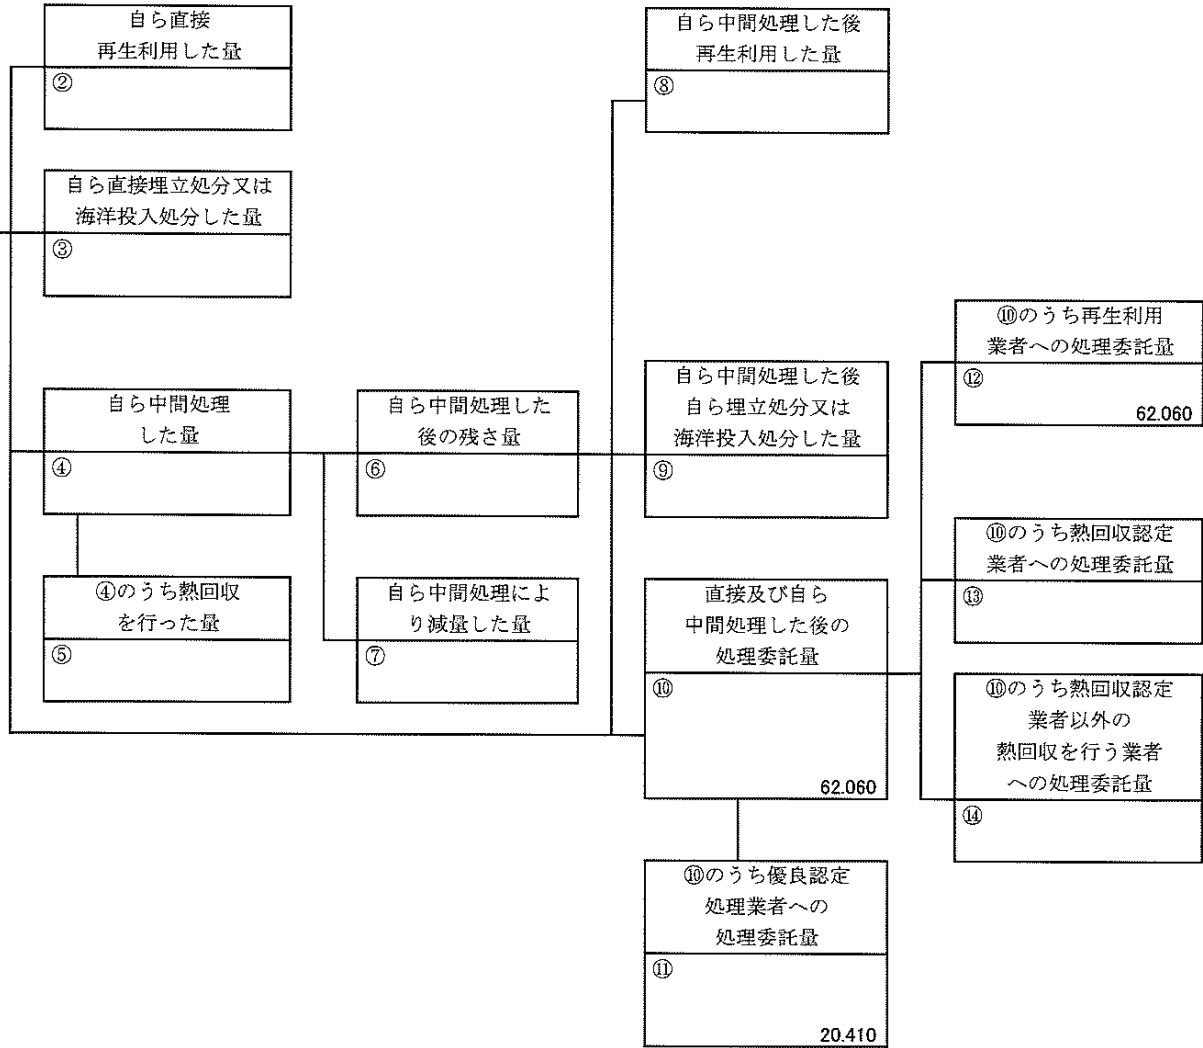 自ら直接
再生利用した量
②
自ら直接埋立処分又は
海洋投入処分した量
③
自ら中間処理
した量
④
④のうち熱回収
を行った量
⑤
自ら中間処理した
後の残さ量
⑥
自ら中間処理によ
り減量した量
⑦
自ら中間処理した後
再生利用した量
⑧
自ら中間処理した後
自ら埋立処分又は
海洋投入処分した量
⑨
直接及び自ら
中間処理した後の
処理委託量
⑩
62.060
⑩のうち優良認定
処理業者への
処理委託量
⑪
20.410
⑩のうち再生利用
業者への処理委託量
⑫
62.060
⑩のうち熱回収認定
業者への処理委託量
⑬
⑩のうち熱回収認定
業者以外の
熱回収を行う業者
への処理委託量
⑭